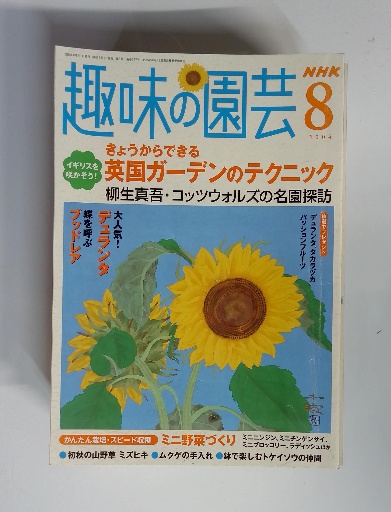 NHK
趣味の園芸
8
2004
きょうからできる
イギリスを
咲かそう!
英国ガーデンのテクニック
柳生真吾・コッツウォルズの名園探訪
大人気!
デュランタ
蝶を呼ぶ
ブッドレア
デュランタ タカラヅカ
パッションフルーツ
かんたん栽培・スピード収穫
ミニ野菜づくり
ミニニンジン、ミニチンゲンサイ、
ミニブロッコリー、ラディッシュほか
●初秋の山野草 ミズヒキ ●ムクゲの手入れ ●鉢で楽しむトケイソウの仲間